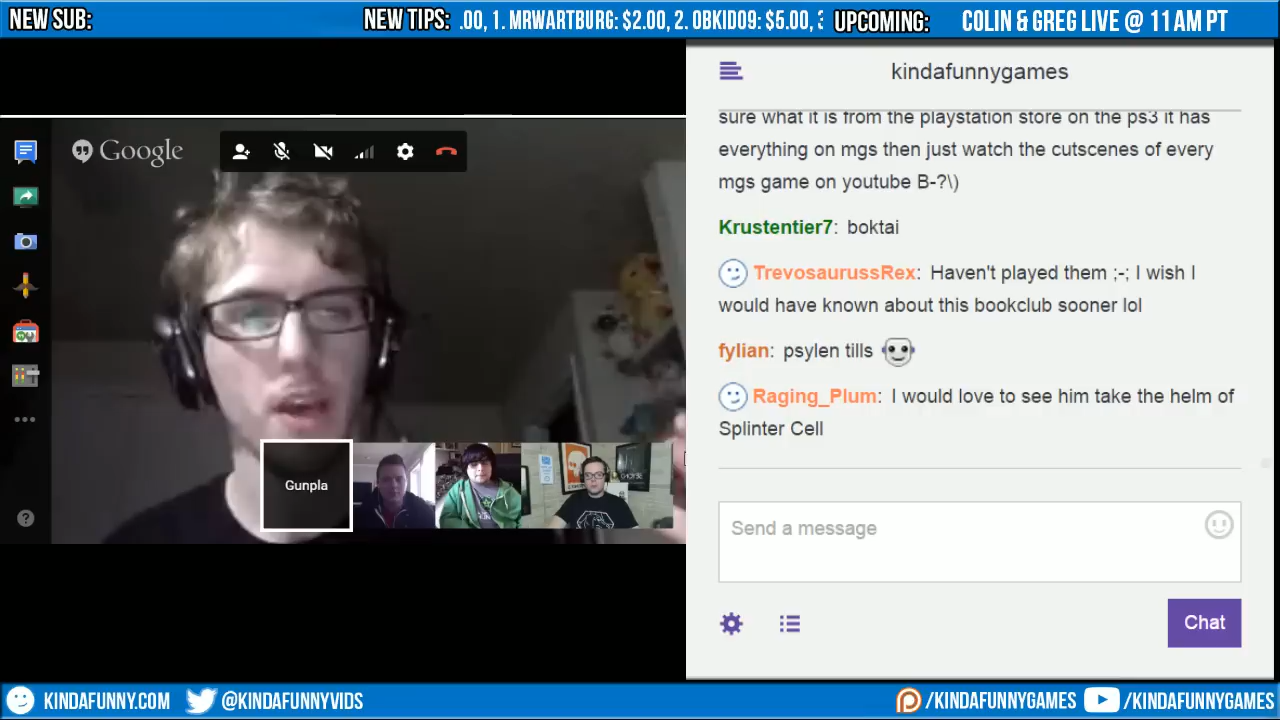 NEW SUB:
NEW TIPS: .00, 1. MRWARTBURG: $2.00, 2. OBKID09: $5.00, 3
UPCOMING: COLIN & GREG LIVE @ 11 AM PT
Google
kindafunnygames
sure what it is from the playstation store on the ps3 it has
everything on mgs then just watch the cutscenes of every
mgs game on youtube B-?\)
Krustentier7: boktai
TrevosaurussRex: Haven't played them ;-; I wish I
would have known about this bookclub sooner lol
fylian: psylen tills
Raging_Plum: I would love to see him take the helm of
Splinter Cell
Gunpla
Send a message
Chat
KINDAFUNNY.COM
@KINDAFUNNYVIDS
/KINDAFUNNYGAMES
/KINDAFUNNYGAMES